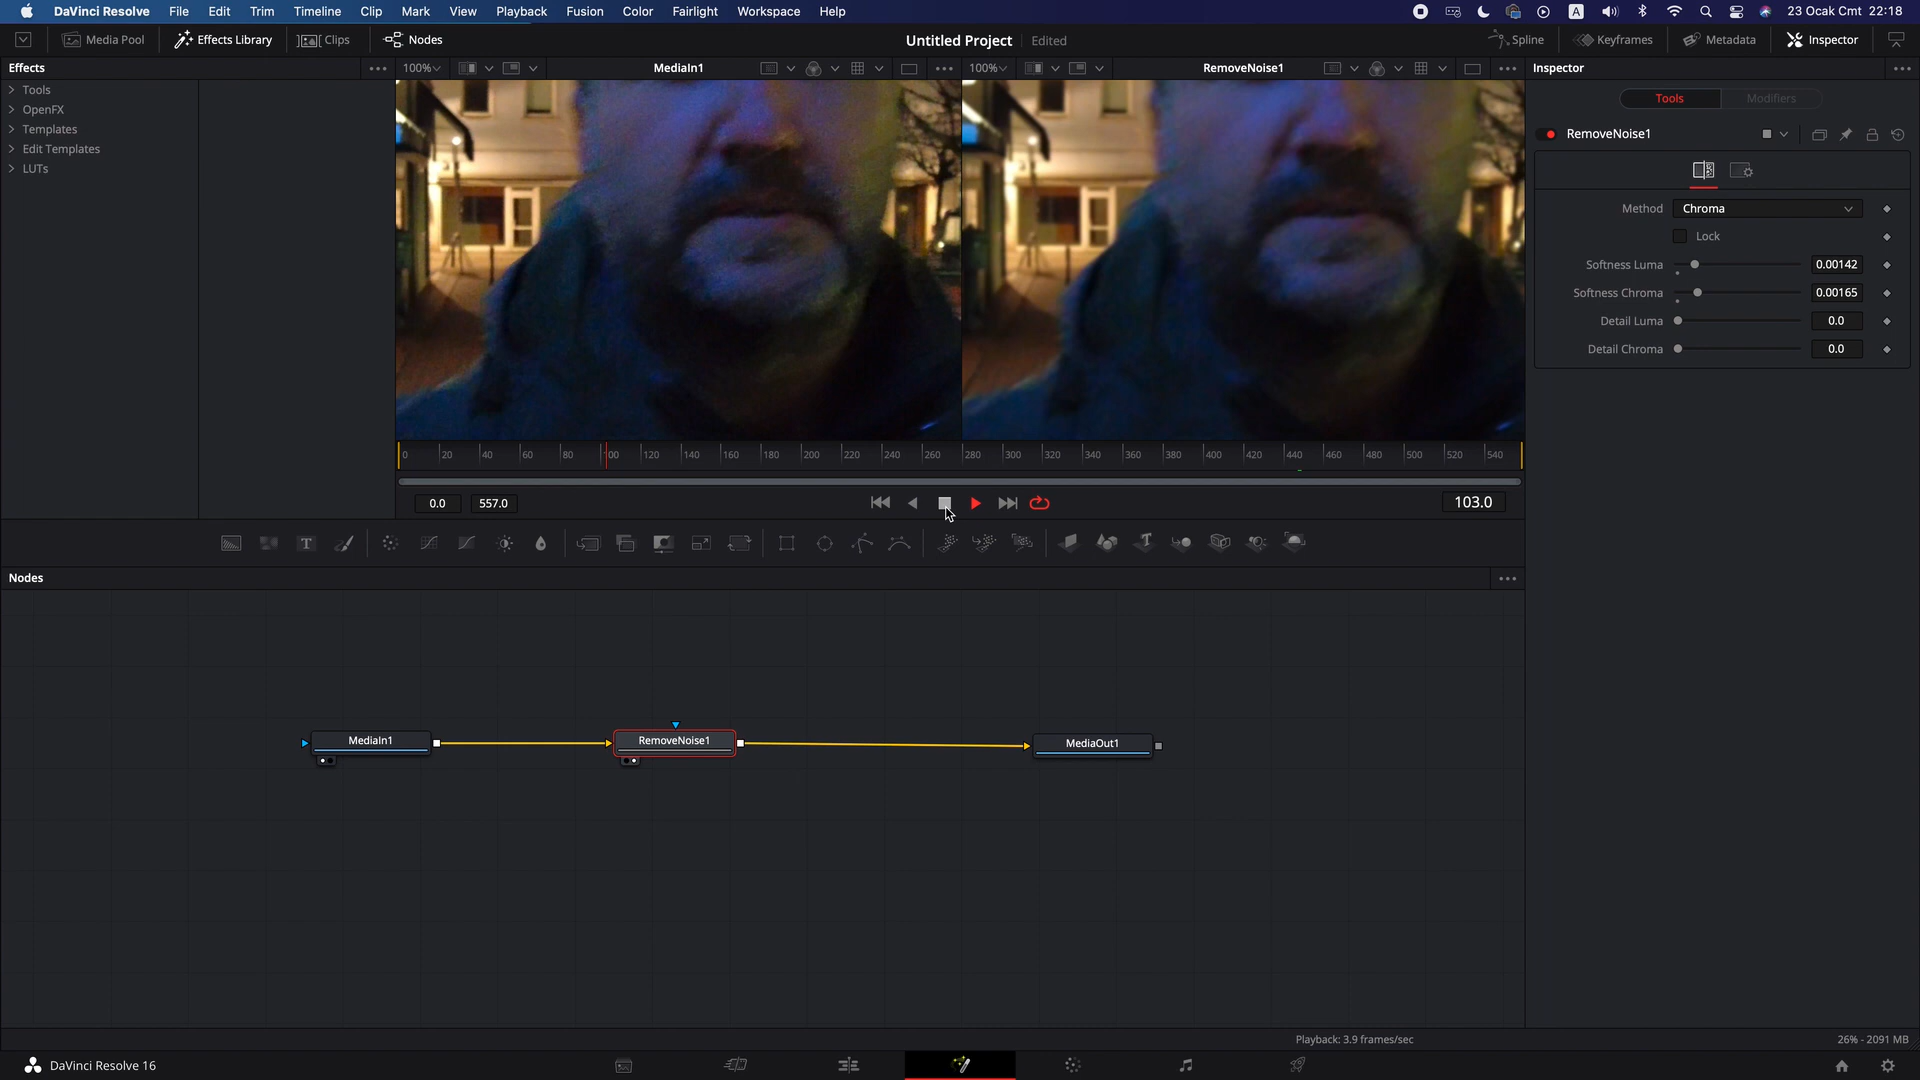 DaVinci Resolve File Edit Trim Timeline Clip Mark View Playback Fusion Color Fairlight Workspace Help A 23 Ocak Cmt 22:18
Media Pool Effects Library Clips Nodes Untitled Project Edited Spline Keyframes Metadata Inspector
Effects 100% MediaIn1 100% RemoveNoise1 Inspector
Tools
OpenFX
Templates
Edit Templates
LUTs
Tools Modifiers
RemoveNoise1
Method Chroma
Lock
Softness Luma 0.00142
Softness Chroma 0.00165
Detail Luma 0.0
Detail Chroma 0.0
0 20 40 60 80 100 120 140 160 180 200 220 240 260 280 300 320 340 360 380 400 420 440 460 480 500 520 540
0.0 557.0 103.0
T T
Nodes
MediaIn1 RemoveNoise1 MediaOut1
Playback: 3.9 frames/sec 26% - 2091 MB
DaVinci Resolve 16